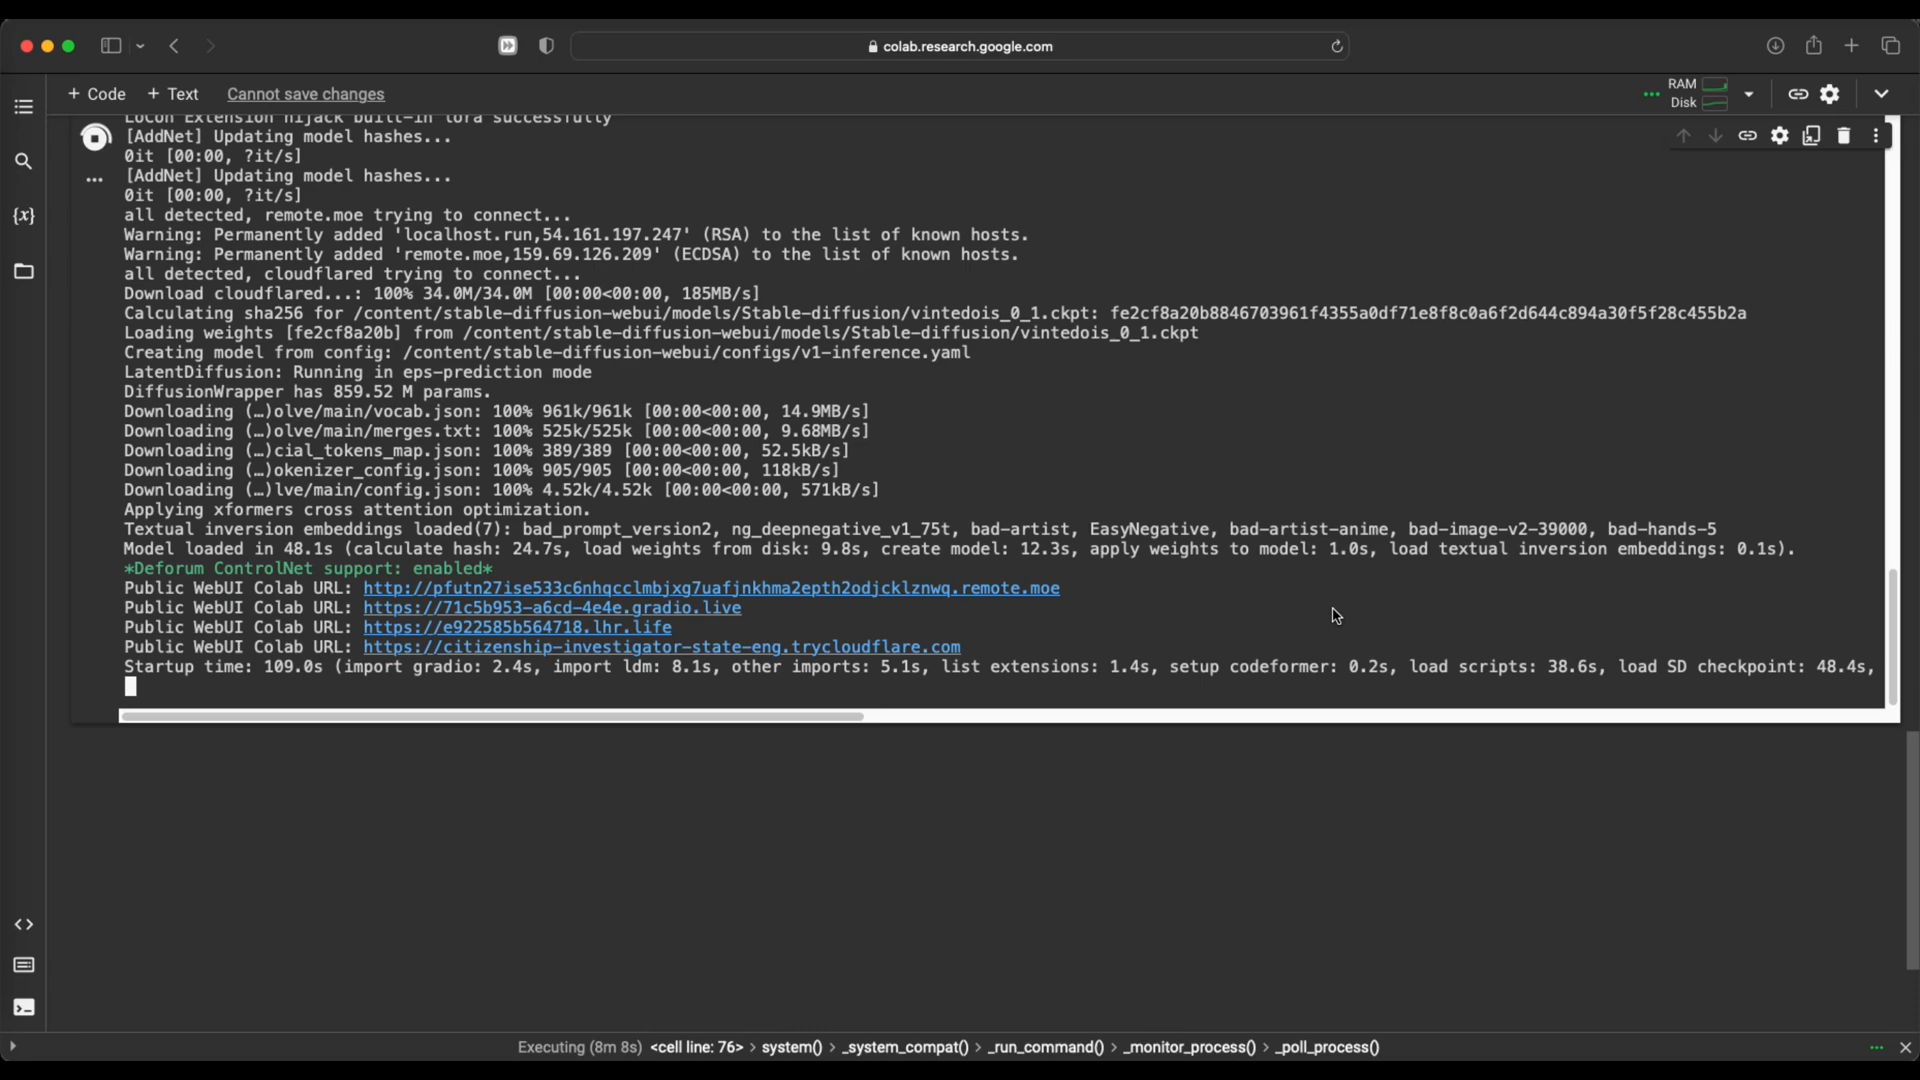 colab.research.google.com
+ Code + Text Cannot save changes
RAM
Disk
LoCon Extension hijack built-in lora successfully
[AddNet] Updating model hashes...
0it [00:00, ?it/s]
[AddNet] Updating model hashes...
0it [00:00, ?it/s]
all detected, remote.moe trying to connect...
Warning: Permanently added 'localhost.run,54.161.197.247' (RSA) to the list of known hosts.
Warning: Permanently added 'remote.moe,159.69.126.209' (ECDSA) to the list of known hosts.
all detected, cloudflared trying to connect...
Download cloudflared...: 100% 34.0M/34.0M [00:00<00:00, 185MB/s]
Calculating sha256 for /content/stable-diffusion-webui/models/Stable-diffusion/vintedois_0_1.ckpt: fe2cf8a20b8846703961f4355a0df71e8f8c0a6f2d644c894a30f5f28c455b2a
Loading weights [fe2cf8a20b] from /content/stable-diffusion-webui/models/Stable-diffusion/vintedois_0_1.ckpt
Creating model from config: /content/stable-diffusion-webui/configs/v1-inference.yaml
LatentDiffusion: Running in eps-prediction mode
DiffusionWrapper has 859.52 M params.
Downloading (…)olve/main/vocab.json: 100% 961k/961k [00:00<00:00, 14.9MB/s]
Downloading (…)olve/main/merges.txt: 100% 525k/525k [00:00<00:00, 9.68MB/s]
Downloading (…)cial_tokens_map.json: 100% 389/389 [00:00<00:00, 52.5kB/s]
Downloading (…)okenizer_config.json: 100% 905/905 [00:00<00:00, 118kB/s]
Downloading (…)lve/main/config.json: 100% 4.52k/4.52k [00:00<00:00, 571kB/s]
Applying xformers cross attention optimization.
Textual inversion embeddings loaded(7): bad_prompt_version2, ng_deepnegative_v1_75t, bad-artist, EasyNegative, bad-artist-anime, bad-image-v2-39000, bad-hands-5
Model loaded in 48.1s (calculate hash: 24.7s, load weights from disk: 9.8s, create model: 12.3s, apply weights to model: 1.0s, load textual inversion embeddings: 0.1s).
*Deforum ControlNet support: enabled*
Public WebUI Colab URL: http://pfutn27ise533c6nhqcclmbjxg7uafjnkhma2epth2odjcklznwq.remote.moe
Public WebUI Colab URL: https://71c5b953-a6cd-4e4e.gradio.live
Public WebUI Colab URL: https://e922585b564718.lhr.life
Public WebUI Colab URL: https://citizenship-investigator-state-eng.trycloudflare.com
Startup time: 109.0s (import gradio: 2.4s, import ldm: 8.1s, other imports: 5.1s, list extensions: 1.4s, setup codeformer: 0.2s, load scripts: 38.6s, load SD checkpoint: 48.4s,
Executing (8m 8s) <cell line: 76> > system() > _system_compat() > _run_command() > _monitor_process() > _poll_process()